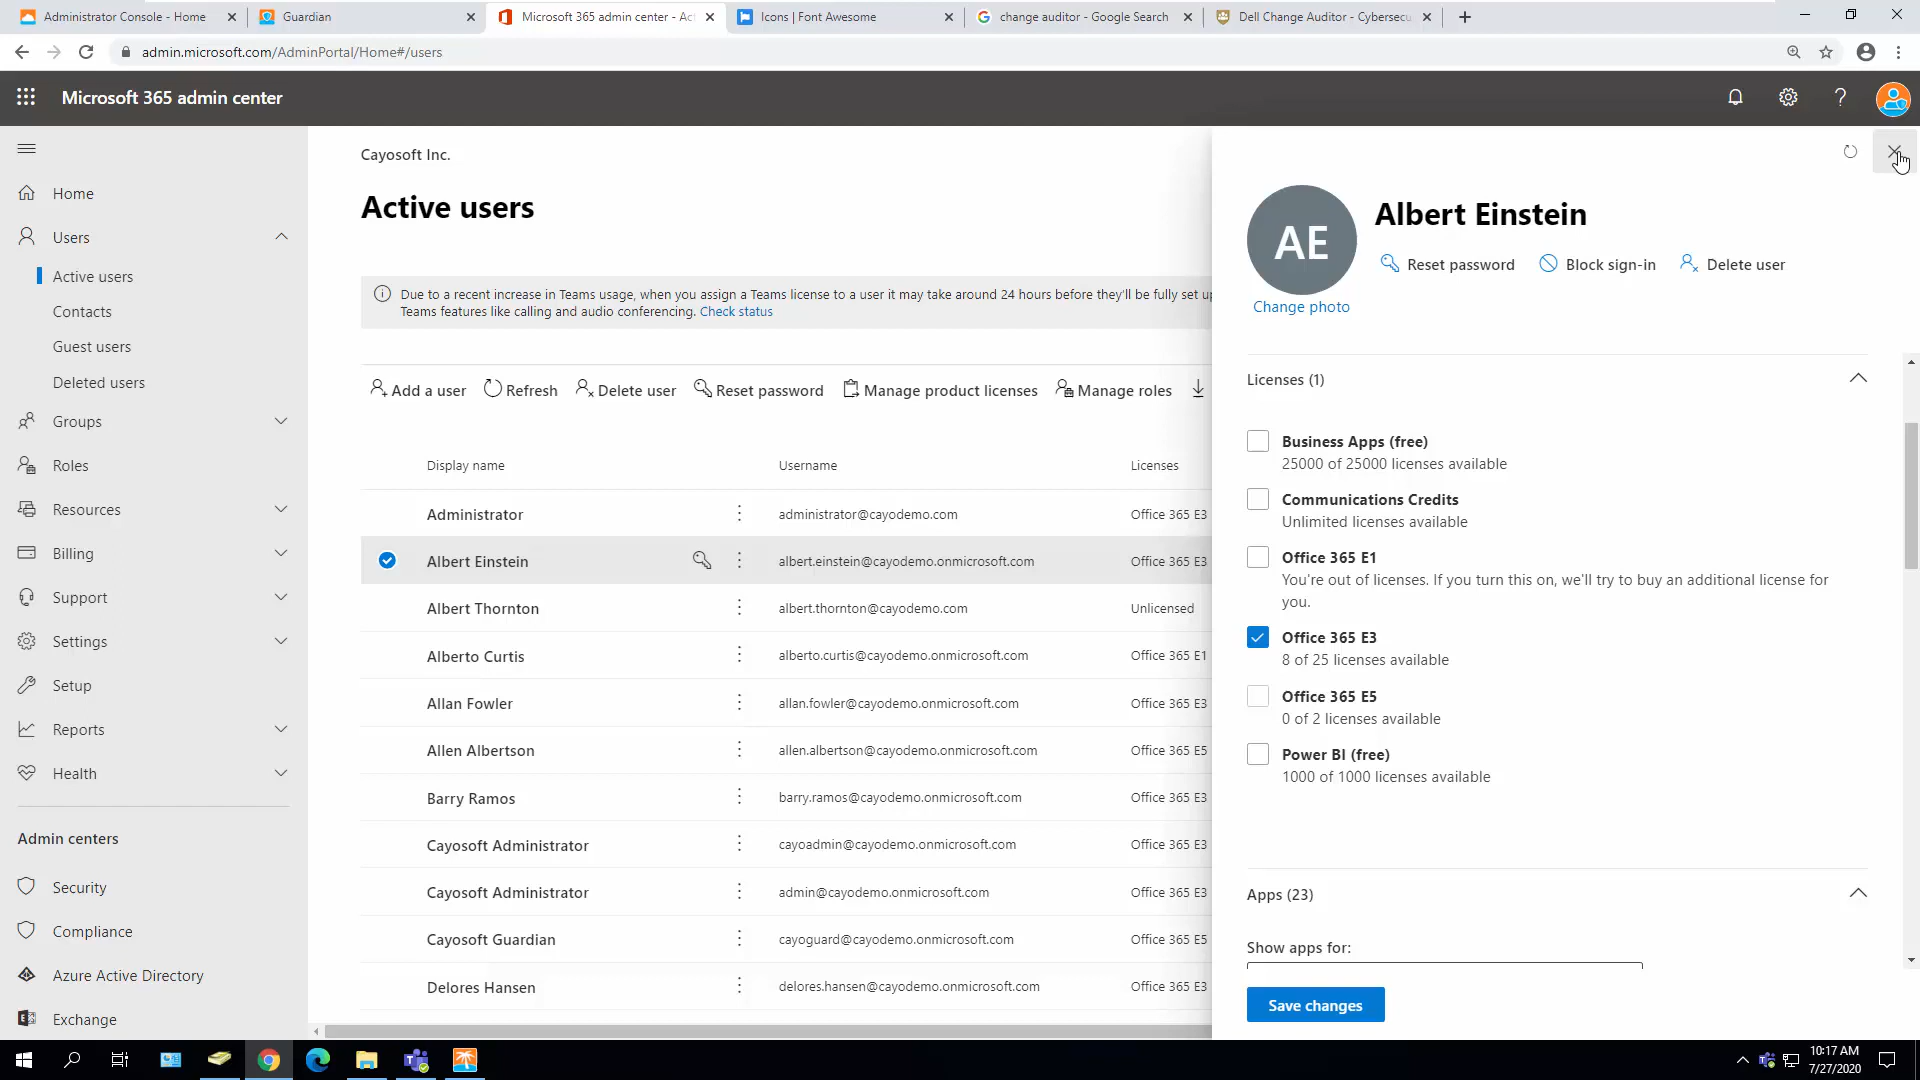 Administrator Console - Home
Guardian
Microsoft 365 admin center - Ac
Icons | Font Awesome
change auditor - Google Search
Dell Change Auditor - Cybersecu
admin.microsoft.com/AdminPortal/Home#/users
Microsoft 365 admin center
?
Home
Users
Active users
Contacts
Guest users
Deleted users
Groups
Roles
Resources
Billing
Support
Settings
Setup
Reports
Health
Admin centers
Security
Compliance
Azure Active Directory
Exchange
Cayosoft Inc.
Active users
Due to a recent increase in Teams usage, when you assign a Teams license to a user it may take around 24 hours before they'll be fully set up
Teams features like calling and audio conferencing. Check status
Add a user
Refresh
Delete user
Reset password
Manage product licenses
Manage roles
Display name
Username
Licenses
Administrator
administrator@cayodemo.com
Office 365 E3
Albert Einstein
albert.einstein@cayodemo.onmicrosoft.com
Office 365 E3
Albert Thornton
albert.thornton@cayodemo.com
Unlicensed
Alberto Curtis
alberto.curtis@cayodemo.onmicrosoft.com
Office 365 E1
Allan Fowler
allan.fowler@cayodemo.onmicrosoft.com
Office 365 E3
Allen Albertson
allen.albertson@cayodemo.onmicrosoft.com
Office 365 E5
Barry Ramos
barry.ramos@cayodemo.onmicrosoft.com
Office 365 E3
Cayosoft Administrator
cayoadmin@cayodemo.onmicrosoft.com
Office 365 E3
Cayosoft Administrator
admin@cayodemo.onmicrosoft.com
Office 365 E3
Cayosoft Guardian
cayoguard@cayodemo.onmicrosoft.com
Office 365 E5
Delores Hansen
delores.hansen@cayodemo.onmicrosoft.com
Office 365 E3
AE
Change photo
Albert Einstein
Reset password
Block sign-in
Delete user
Licenses (1)
Business Apps (free)
25000 of 25000 licenses available
Communications Credits
Unlimited licenses available
Office 365 E1
You're out of licenses. If you turn this on, we'll try to buy an additional license for
you.
Office 365 E3
8 of 25 licenses available
Office 365 E5
0 of 2 licenses available
Power BI (free)
1000 of 1000 licenses available
Apps (23)
Show apps for:
Save changes
10:17 AM
7/27/2020